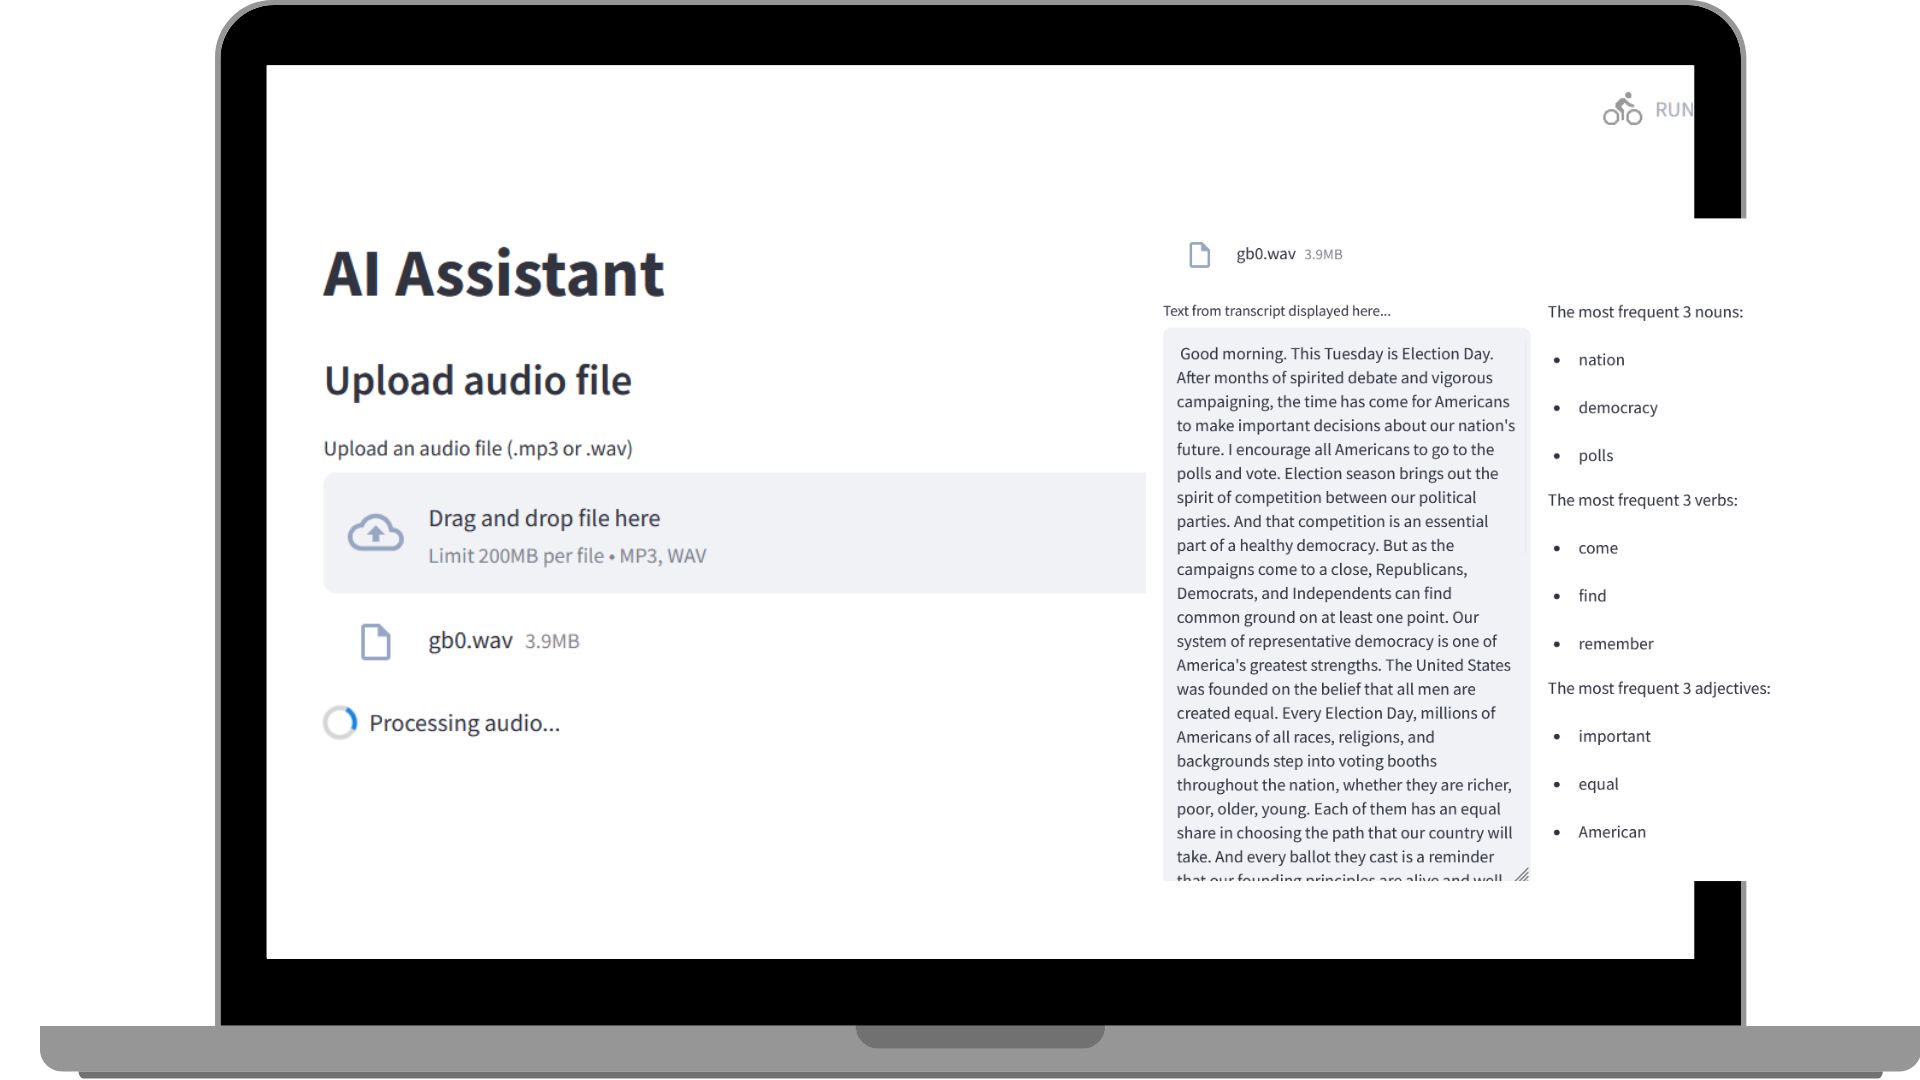 RUN
AI Assistant
Upload audio file
Upload an audio file (.mp3 or .wav)
Drag and drop file here
Limit 200MB per file • MP3, WAV
gb0.wav 3.9MB
Processing audio...
gb0.wav 3.9MB
Text from transcript displayed here...
Good morning. This Tuesday is Election Day.
After months of spirited debate and vigorous
campaigning, the time has come for Americans
to make important decisions about our nation's
future. I encourage all Americans to go to the
polls and vote. Election season brings out the
spirit of competition between our political
parties. And that competition is an essential
part of a healthy democracy. But as the
campaigns come to a close, Republicans,
Democrats, and Independents can find
common ground on at least one point. Our
system of representative democracy is one of
America's greatest strengths. The United States
was founded on the belief that all men are
created equal. Every Election Day, millions of
Americans of all races, religions, and
backgrounds step into voting booths
throughout the nation, whether they are richer,
poor, older, young. Each of them has an equal
share in choosing the path that our country will
take. And every ballot they cast is a reminder
that our founding principles are alive and well
The most frequent 3 nouns:
• nation
• democracy
• polls
The most frequent 3 verbs:
• come
• find
• remember
The most frequent 3 adjectives:
• important
• equal
• American